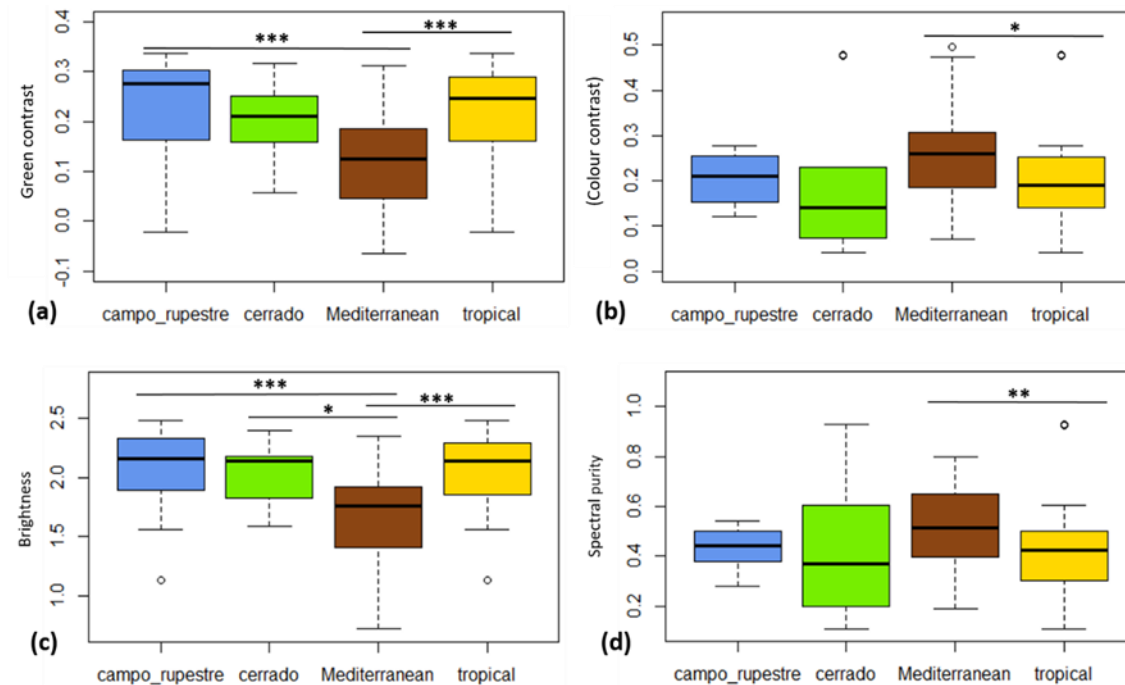 0.4
0.3
0.2
0.1
0.0
-0.1
Green contrast
***
***
(a)
campo_rupestre cerrado Mediterranean tropical
0.5
0.4
0.3
0.2
0.1
0.0
(Colour contrast)
*
(b)
campo_rupestre cerrado Mediterranean tropical
2.5
2.0
1.5
1.0
Brightness
***
*
***
(c)
campo_rupestre cerrado Mediterranean tropical
1.0
0.8
0.6
0.4
0.2
Spectral purity
**
(d)
campo_rupestre cerrado Mediterranean tropical